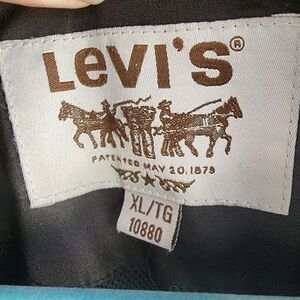 LEVI'S®
PATENTED MAY 20.1873
XL/TG
10880